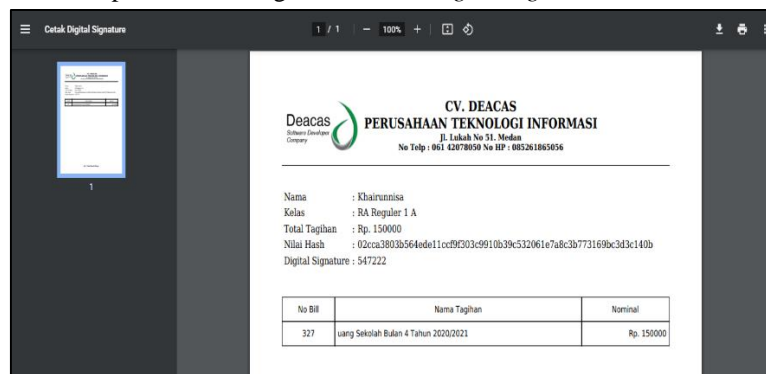 Cetak Digital Signature 1 / 1 100%
Deacas
Software Developer
Company
CV. DEACAS
PERUSAHAAN TEKNOLOGI INFORMASI
Jl. Lukah No 51. Medan
No Telp : 061 42078050 No HP : 085261865056
1
Nama : Khairunnisa
Kelas : RA Reguler 1 A
Total Tagihan : Rp. 150000
Nilai Hash : 02cca3803b564ede11ccf9f303c9910b39c532061e7a8c3b773169bc3d3c140b
Digital Signature : 547222
No Bill Nama Tagihan Nominal
327 uang Sekolah Bulan 4 Tahun 2020/2021 Rp. 150000